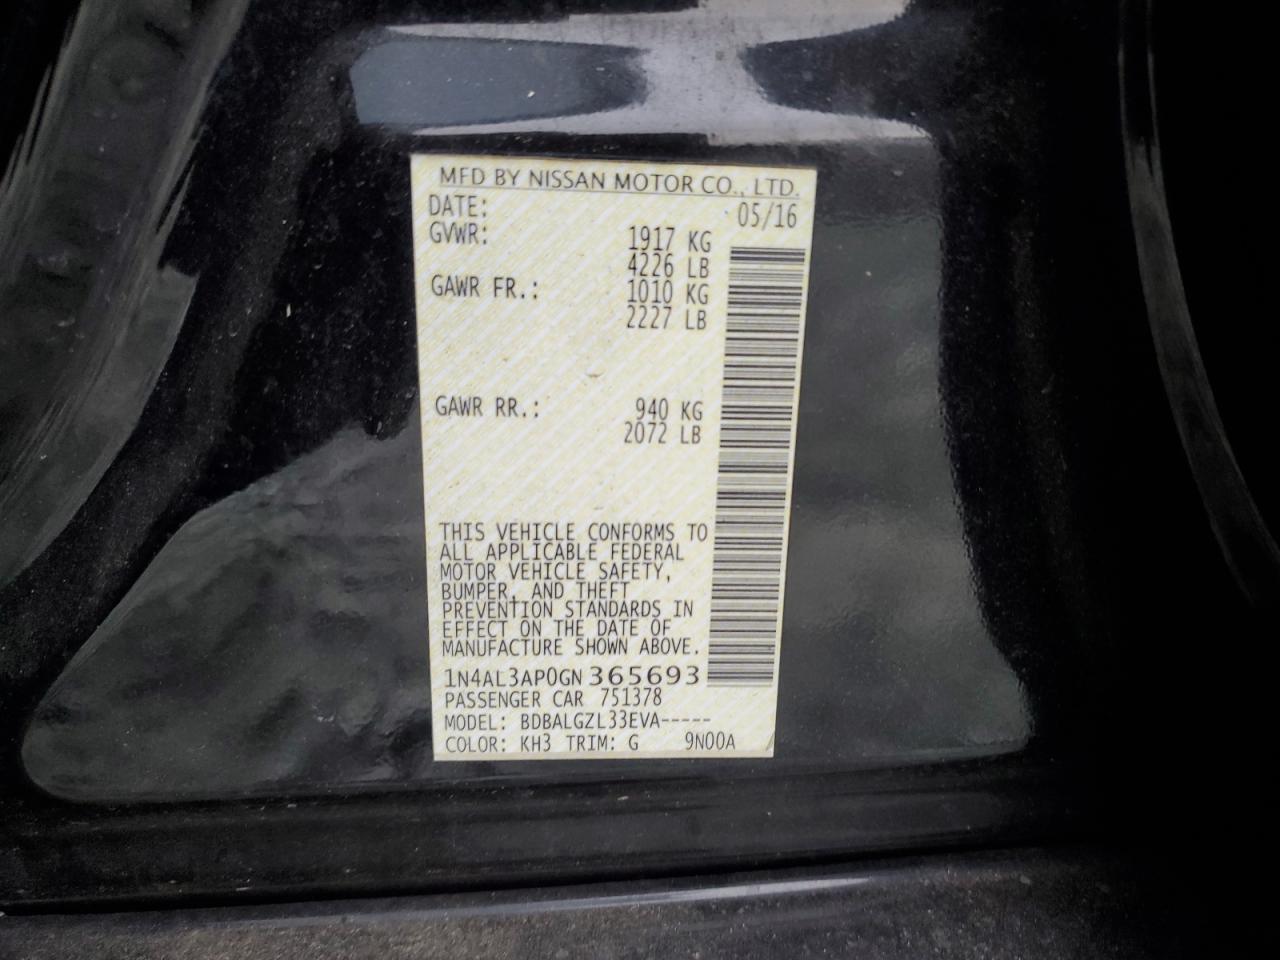 MFD BY NISSAN MOTOR CO., LTD.
DATE: 05/16
GVWR: 1917 KG
4226 LB
GAWR FR.: 1010 KG
2227 LB
GAWR RR.: 940 KG
2072 LB
THIS VEHICLE CONFORMS TO
ALL APPLICABLE FEDERAL
MOTOR VEHICLE SAFETY,
BUMPER, AND THEFT
PREVENTION STANDARDS IN
EFFECT ON THE DATE OF
MANUFACTURE SHOWN ABOVE.
1N4AL3AP0GN365693
PASSENGER CAR 751378
MODEL: BDBALGZL33EVA-----
COLOR: KH3 TRIM: G 9N00A